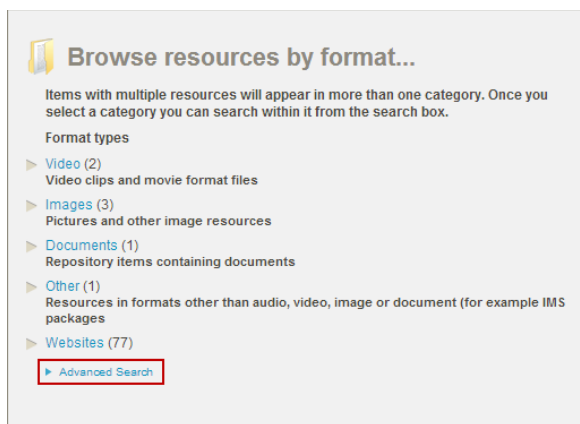 Browse resources by format...
Items with multiple resources will appear in more than one category. Once you
select a category you can search within it from the search box.
Format types
Video (2)
Video clips and movie format files
Images (3)
Pictures and other image resources
Documents (1)
Repository items containing documents
Other (1)
Resources in formats other than audio, video, image or document (for example IMS
packages
Websites (77)
Advanced Search